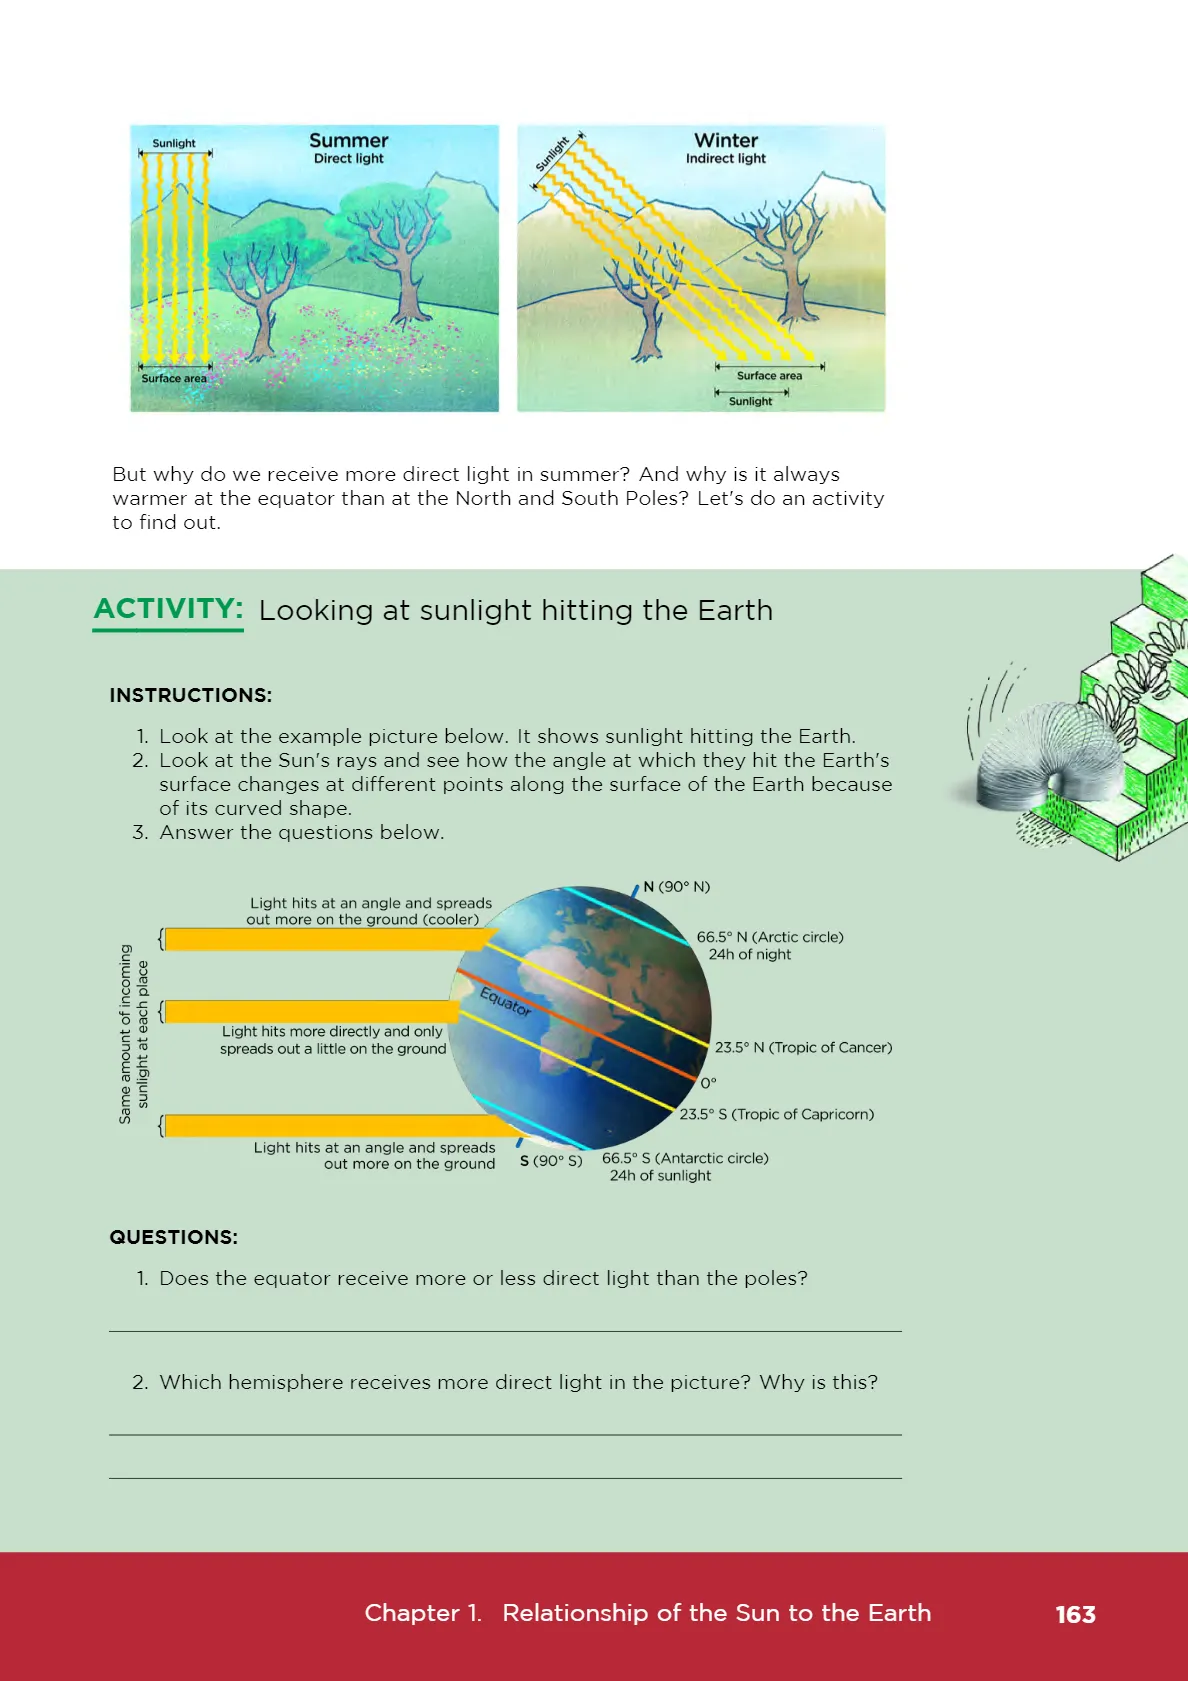 Sunlight
Summer
Direct light
Surface area
Sunlight
Winter
Indirect light
Surface area
Sunlight
But why do we receive more direct light in summer? And why is it always
warmer at the equator than at the North and South Poles? Let's do an activity
to find out.
ACTIVITY: Looking at sunlight hitting the Earth
INSTRUCTIONS:
1. Look at the example picture below. It shows sunlight hitting the Earth.
2. Look at the Sun's rays and see how the angle at which they hit the Earth's
surface changes at different points along the surface of the Earth because
of its curved shape.
3. Answer the questions below.
Same amount of incoming
sunlight at each place
Light hits at an angle and spreads
out more on the ground (cooler)
Light hits more directly and only
spreads out a little on the ground
Light hits at an angle and spreads
out more on the ground
Equator
N (90° N)
66.5° N (Arctic circle)
24h of night
23.5° N (Tropic of Cancer)
0°
23.5° S (Tropic of Capricorn)
S (90° S)
66.5° S (Antarctic circle)
24h of sunlight
QUESTIONS:
1. Does the equator receive more or less direct light than the poles?
2. Which hemisphere receives more direct light in the picture? Why is this?
Chapter 1. Relationship of the Sun to the Earth 163